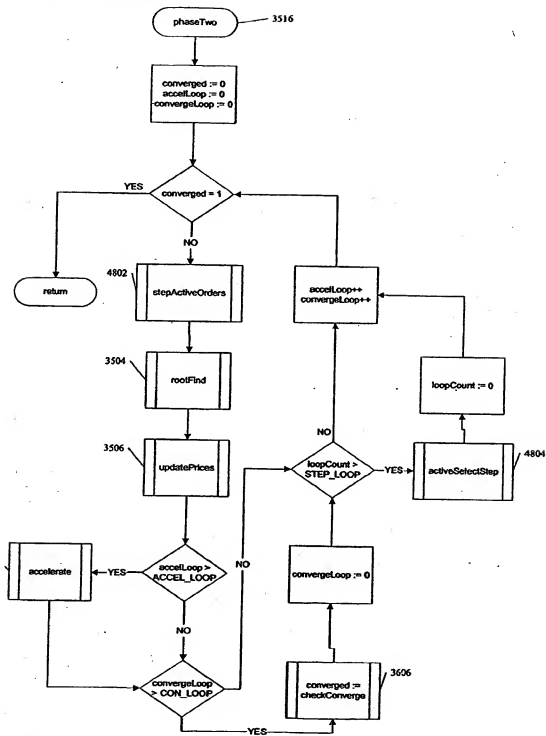 phaseTwo
3516
converged := 0
accelLoop := 0
convergeLoop := 0
converged = 1
YES
NO
return
4802
stepActiveOrders
3504
rootFind
3506
updatePrices
accelLoop >
ACCEL_LOOP
YES
accelerate
NO
convergeLoop
> CON_LOOP
NO
YES
converged :=
checkConverge
3606
convergeLoop := 0
loopCount >
STEP_LOOP
NO
YES
activeSelectStep
4804
loopCount := 0
accelLoop++
convergeLoop++